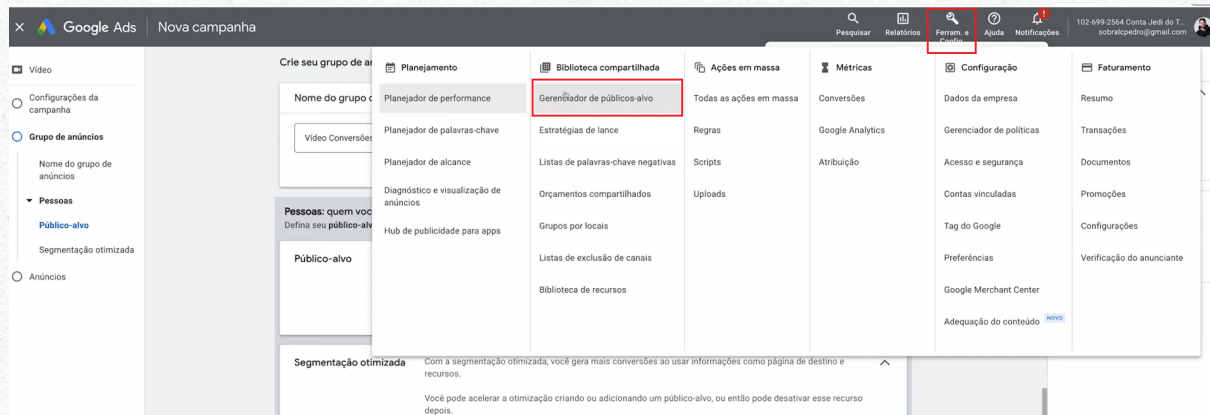 Google Ads
Nova campanha
Pesquisar
Relatórios
Ferram. e
Config.
Ajuda
Notificações
102-699-2564 Conta Jedi do T...
sobralcpedro@gmail.com
Vídeo
Configurações da
campanha
Grupo de anúncios
Nome do grupo de
anúncios
Pessoas
Público-alvo
Segmentação otimizada
Anúncios
Crie seu grupo de
Nome do grupo
Vídeo Conversões
Pessoas: quem
Defina seu
Público-alvo
Planejamento
Planejador de performance
Planejador de palavras-chave
Planejador de alcance
Diagnóstico e visualização de
anúncios
Hub de publicidade para apps
Biblioteca compartilhada
Gerenciador de públicos-alvo
Estratégias de lance
Listas de palavras-chave negativas
Orçamentos compartilhados
Grupos por locais
Listas de exclusão de canais
Biblioteca de recursos
Ações em massa
Todas as ações em massa
Regras
Scripts
Uploads
Métricas
Conversões
Google Analytics
Atribuição
Configuração
Dados da empresa
Gerenciador de políticas
Acesso e segurança
Contas vinculadas
Tag do Google
Preferências
Google Merchant Center
Adequação do conteúdo NOVO
Faturamento
Resumo
Transações
Documentos
Promoções
Configurações
Verificação do anunciante
Segmentação otimizada
Com a segmentação otimizada, você gera mais conversões ao usar informações como página de destino e
recursos.
Você pode acelerar a otimização criando ou adicionando um público-alvo, ou então pode desativar esse recurso
depois.